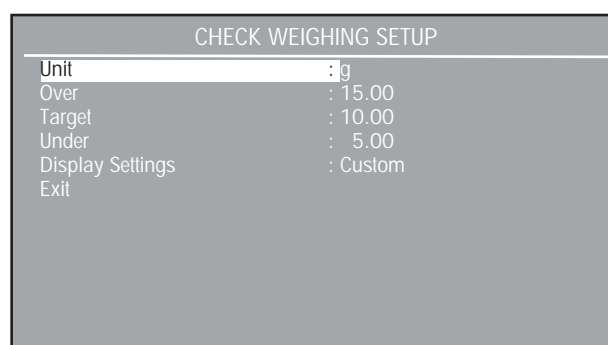 CHECK WEIGHING SETUP
Unit : g
Over : 15.00
Target : 10.00
Under : 5.00
Display Settings : Custom
Exit